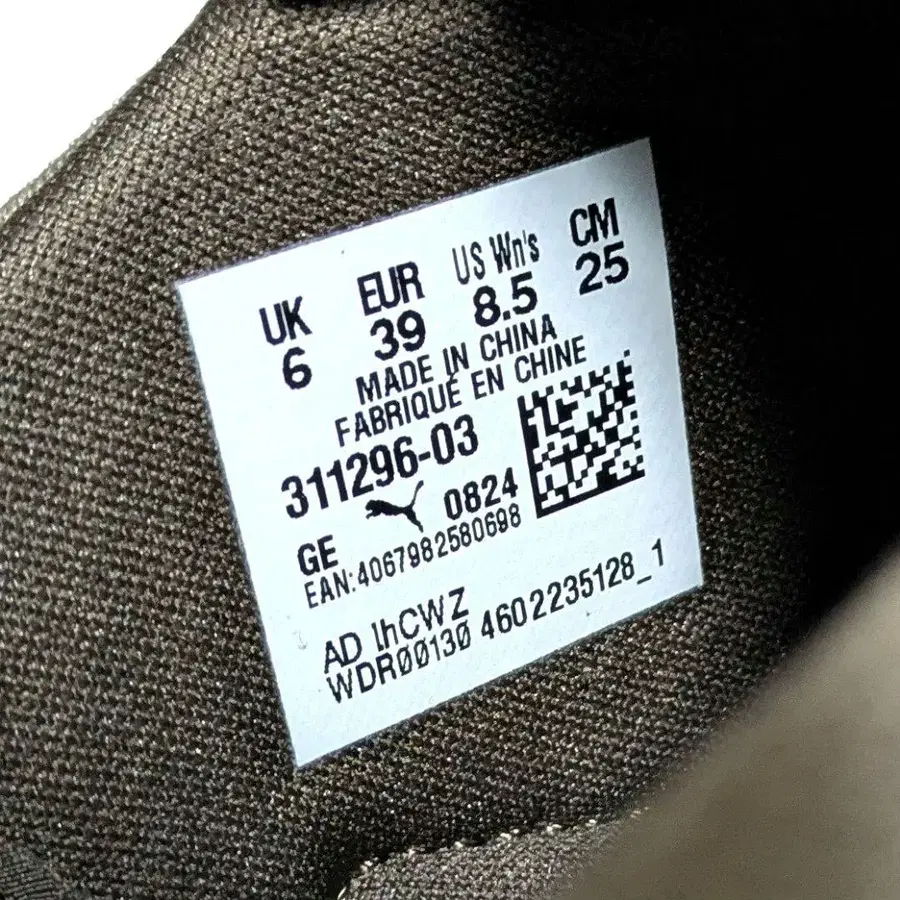 UK EUR US Wn's CM
6 39 8.5 25
MADE IN CHINA
FABRIQUÉ EN CHINE
311296-03
GE 0824
EAN:4067982580698
AD lhCWZ
WDR00130 4602235128_1